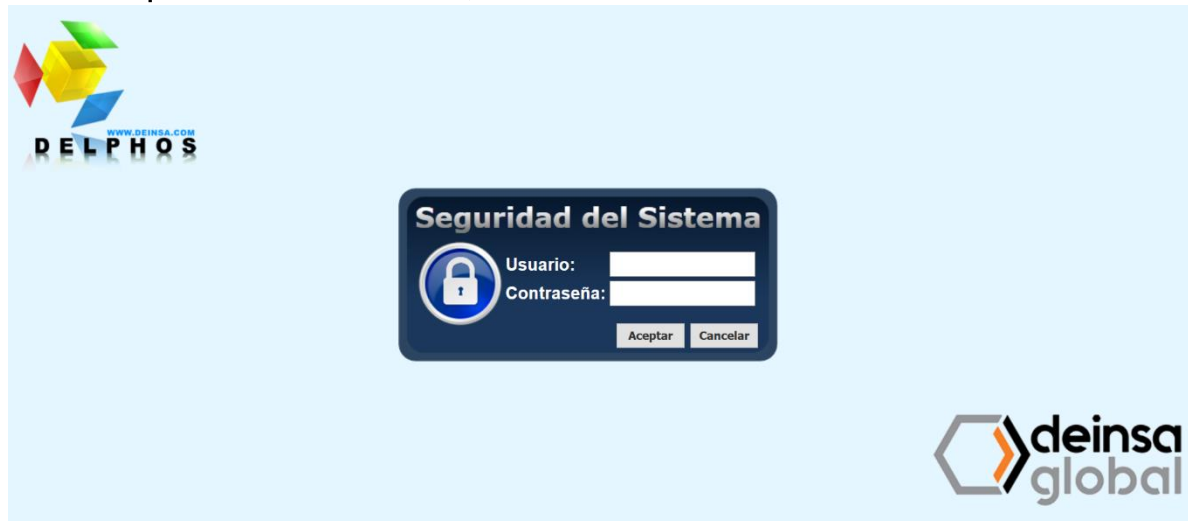 WWW.DEINSA.COM
DELPHOS
Seguridad del Sistema
Usuario:
Contraseña:
Aceptar Cancelar
deinsa
global